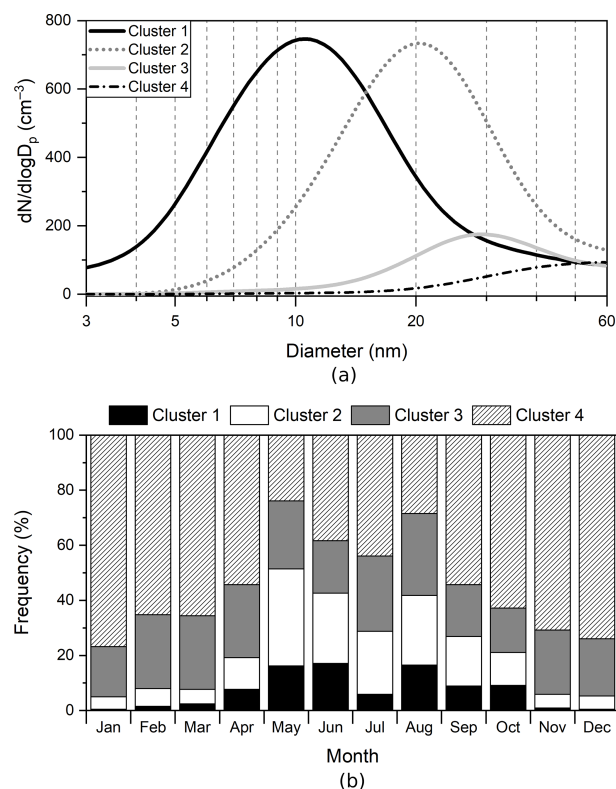 800
600
400
200
0
dN/dlogDₚ (cm⁻³)
Cluster 1
Cluster 2
Cluster 3
Cluster 4
3 5 10 20 60
Diameter (nm)
(a)
Cluster 1 Cluster 2 Cluster 3 Cluster 4
100
80
60
40
20
0
Frequency (%)
Jan Feb Mar Apr May Jun Jul Aug Sep Oct Nov Dec
Month
(b)